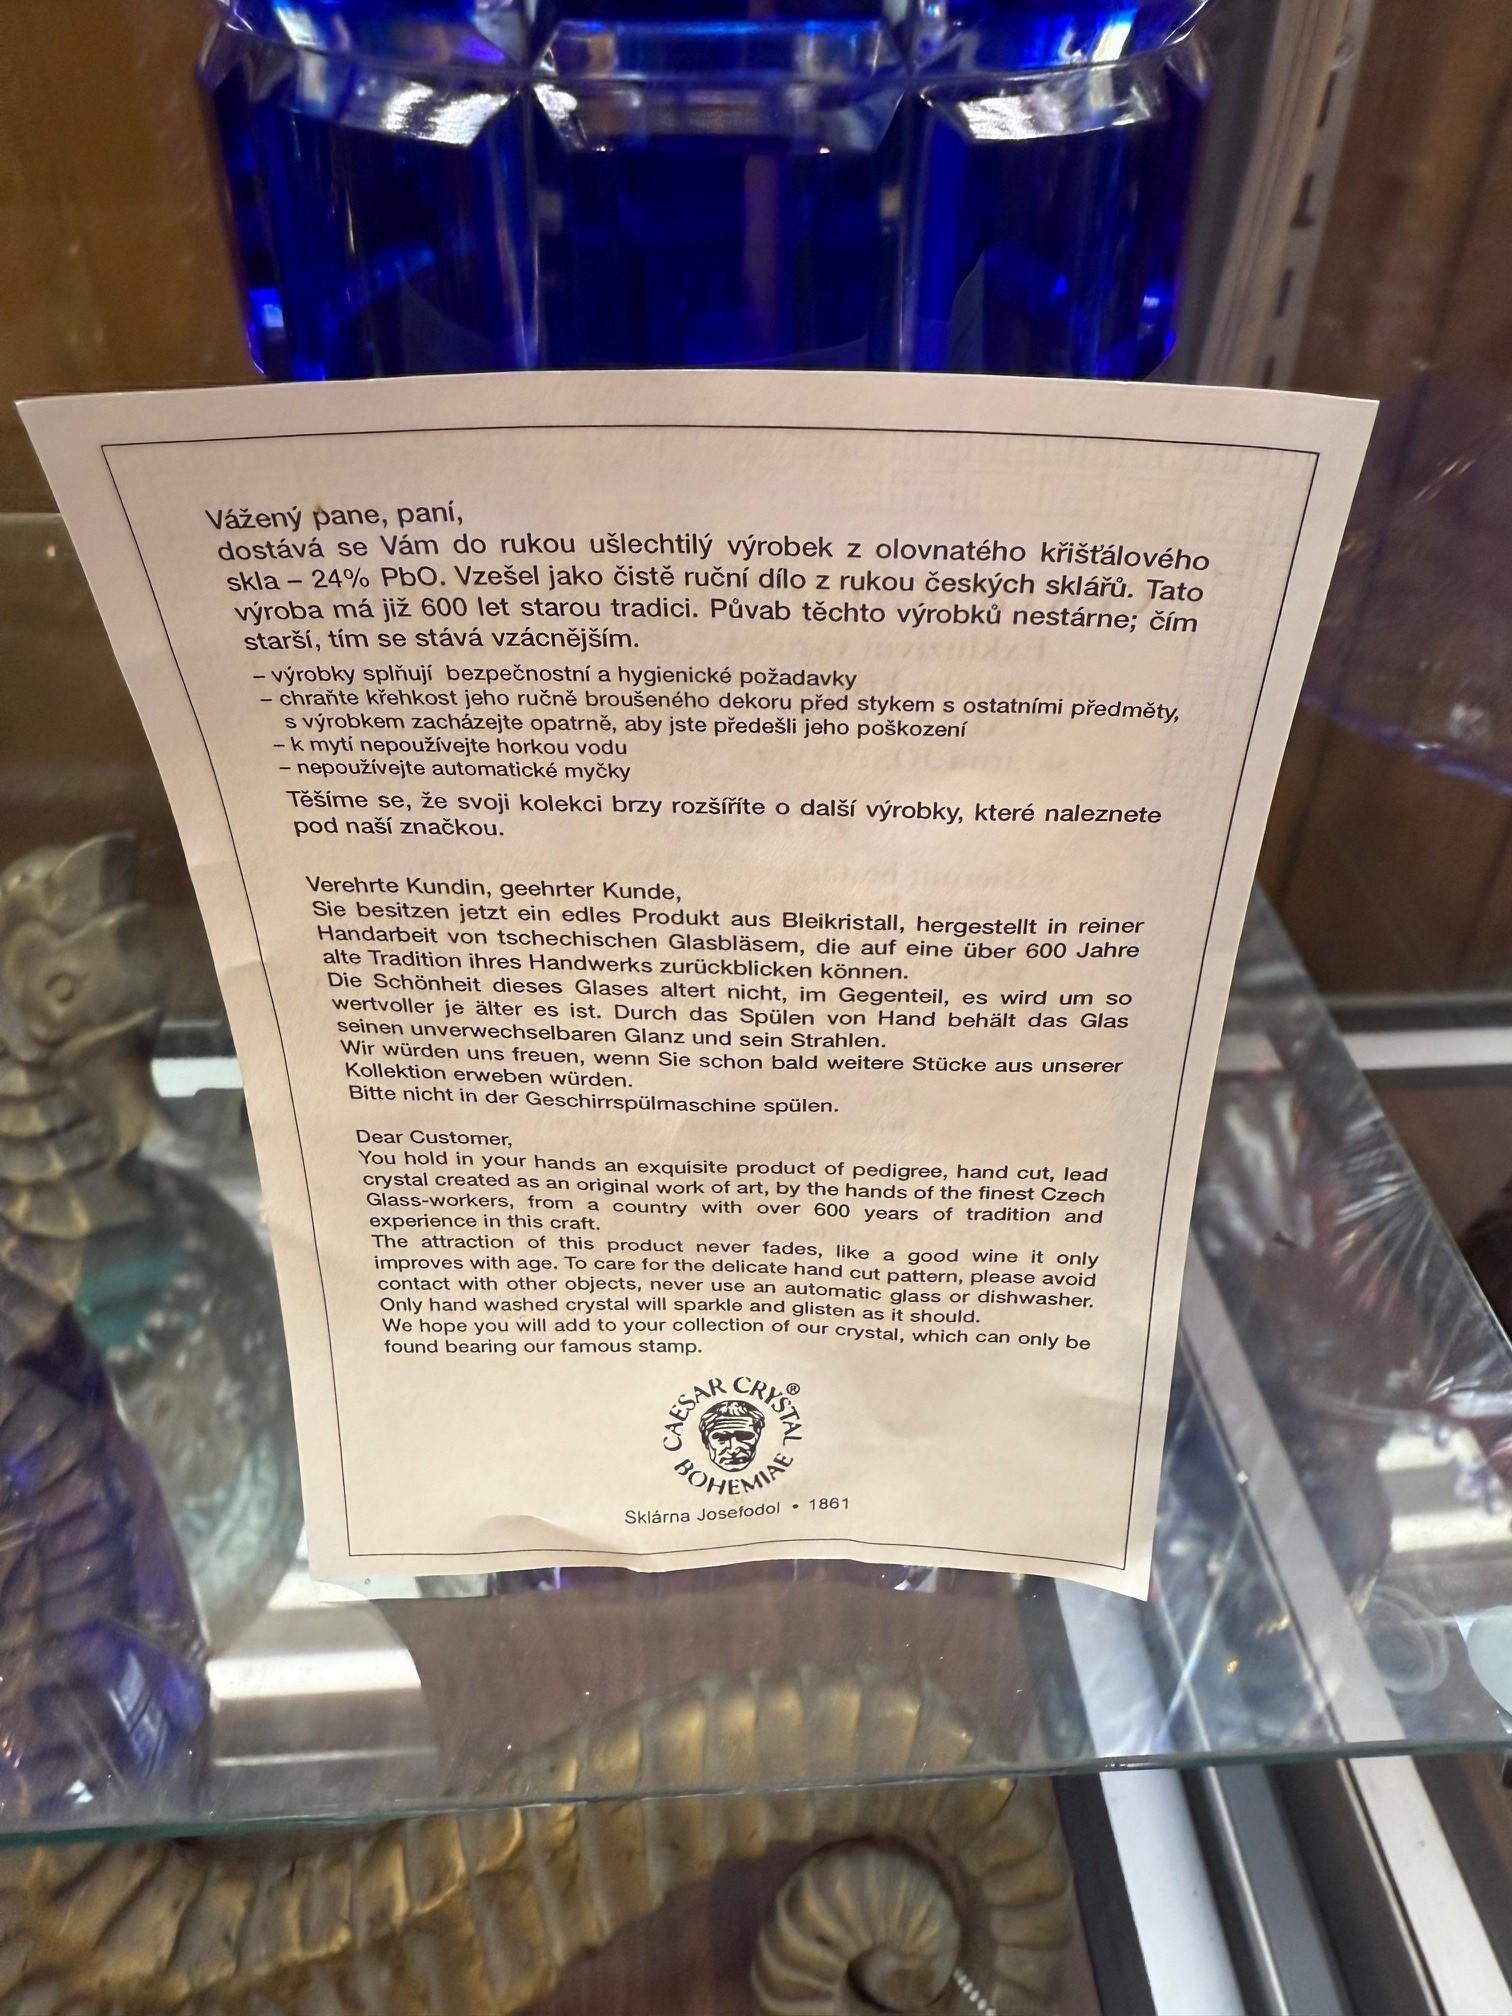 Vážený pane, paní,
dostává se Vám do rukou ušlechtilý výrobek z olovnatého křišťálového
skla – 24% PbO. Vzešel jako čistě ruční dílo z rukou českých sklářů. Tato
výroba má již 600 let starou tradici. Půvab těchto výrobků nestárne; čím
starší, tím se stává vzácnějším.
– výrobky splňují bezpečnostní a hygienické požadavky
– chraňte křehkost jeho ručně broušeného dekoru před stykem s ostatními předměty,
s výrobkem zacházejte opatrně, aby jste předešli jeho poškození
– k mytí nepoužívejte horkou vodu
– nepoužívejte automatické myčky
Těšíme se, že svoji kolekci brzy rozšíříte o další výrobky, které naleznete
pod naší značkou.
Verehrte Kundin, geehrter Kunde,
Sie besitzen jetzt ein edles Produkt aus Bleikristall, hergestellt in reiner
Handarbeit von tschechischen Glasbläsem, die auf eine über 600 Jahre
alte Tradition ihres Handwerks zurückblicken können.
Die Schönheit dieses Glases altert nicht, im Gegenteil, es wird um so
wertvoller je älter es ist. Durch das Spülen von Hand behält das Glas
seinen unverwechselbaren Glanz und sein Strahlen.
Wir würden uns freuen, wenn Sie schon bald weitere Stücke aus unserer
Kollektion erweben würden.
Bitte nicht in der Geschirrspülmaschine spülen.
Dear Customer,
You hold in your hands an exquisite product of pedigree, hand cut, lead
crystal created as an original work of art, by the hands of the finest Czech
Glass-workers, from a country with over 600 years of tradition and
experience in this craft.
The attraction of this product never fades, like a good wine it only
improves with age. To care for the delicate hand cut pattern, please avoid
contact with other objects, never use an automatic glass or dishwasher.
Only hand washed crystal will sparkle and glisten as it should.
We hope you will add to your collection of our crystal, which can only be
found bearing our famous stamp.
CAESAR CRYSTAL®
BOHEMIAE
Sklárna Josefodol • 1861